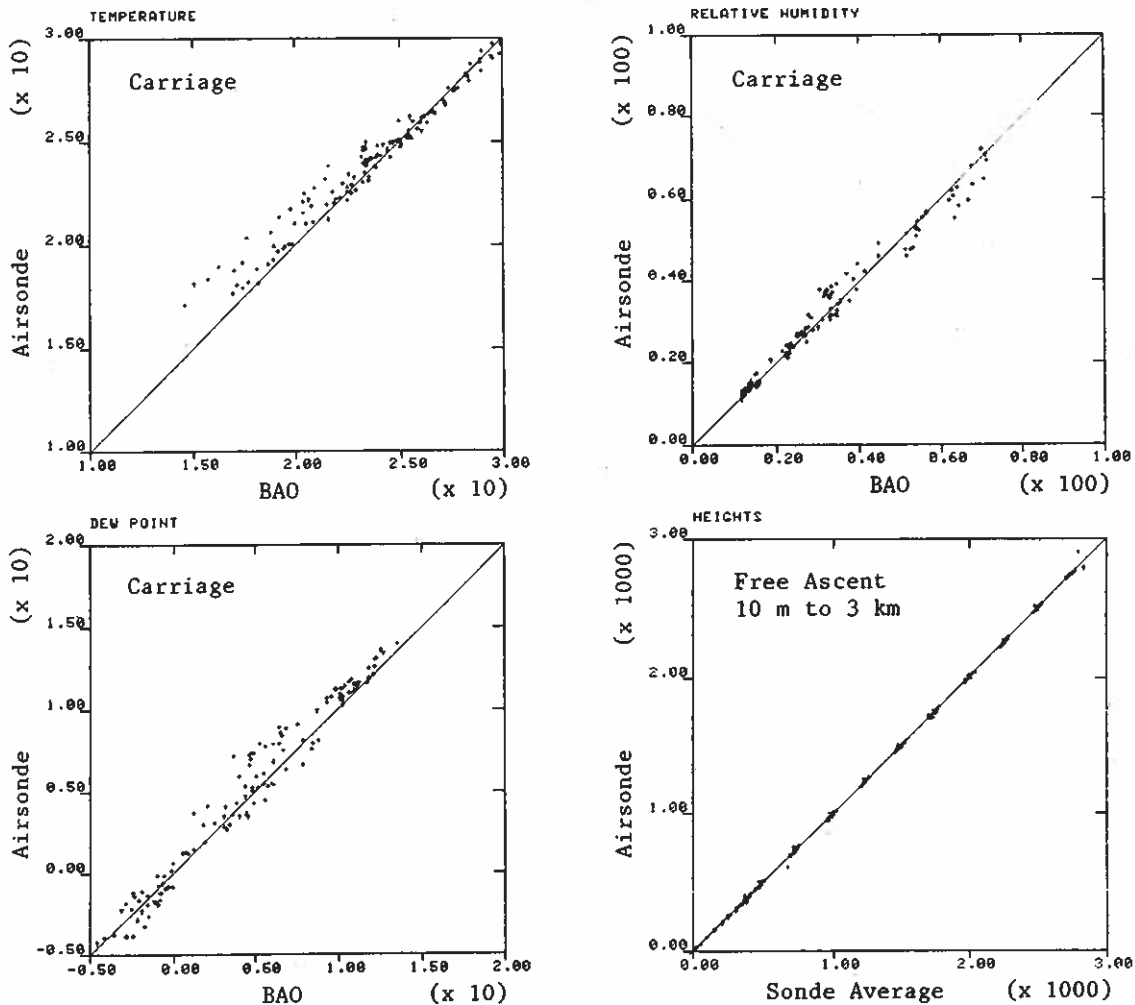 TEMPERATURE
3.00
(x 10)
Carriage
2.50
Airsonde
2.00
1.50
1.00
1.00 1.50 2.00 2.50 3.00
BAO (x 10)
RELATIVE HUMIDITY
1.00
(x 100)
Carriage
0.80
0.60
Airsonde
0.40
0.20
0.00
0.00 0.20 0.40 0.60 0.80 1.00
BAO (x 100)
DEW POINT
2.00
(x 10)
Carriage
1.50
1.00
Airsonde
0.50
0.00
-0.50
-0.50 0.00 0.50 1.00 1.50 2.00
BAO (x 10)
HEIGHTS
3.00
(x 1000)
Free Ascent
10 m to 3 km
2.00
Airsonde
1.00
0.00
0.00 1.00 2.00 3.00
Sonde Average (x 1000)